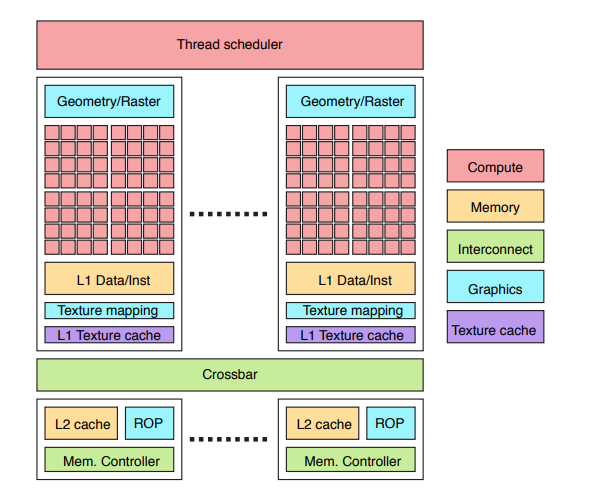 Thread scheduler
Geometry/Raster
Geometry/Raster
L1 Data/Inst
L1 Data/Inst
Texture mapping
Texture mapping
L1 Texture cache
L1 Texture cache
Crossbar
L2 cache
ROP
L2 cache
ROP
Mem. Controller
Mem. Controller
Compute
Memory
Interconnect
Graphics
Texture cache